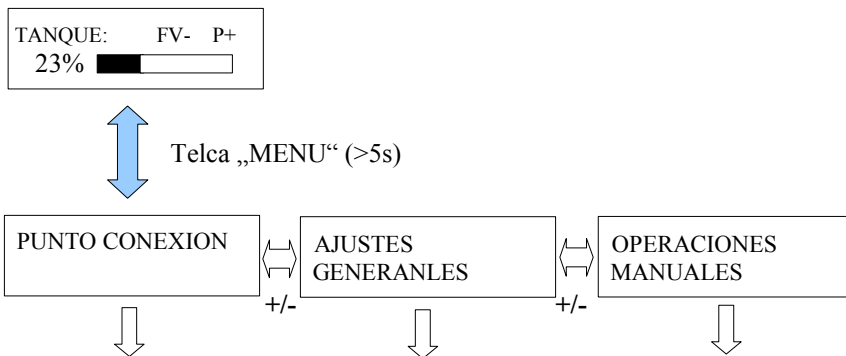 TANQUE: FV- P+
23%
Telca „MENU“ (>5s)
PUNTO CONEXION
AJUSTES
GENERANLES
OPERACIONES
MANUALES
+/-
+/-